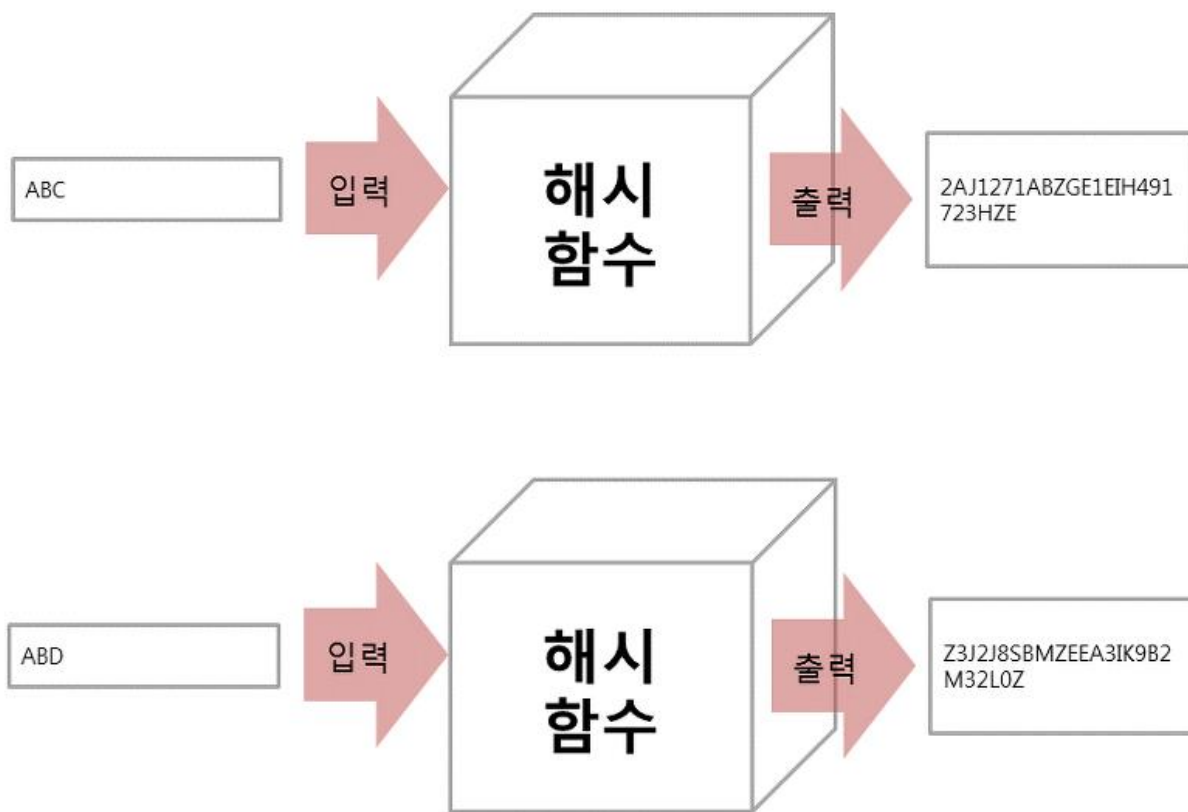 ABC
입력
해시
함수
출력
2AJ1271ABZGE1EIH491
723HZE
ABD
입력
해시
함수
출력
Z3J2J8SBMZEEA3IK9B2
M32L0Z